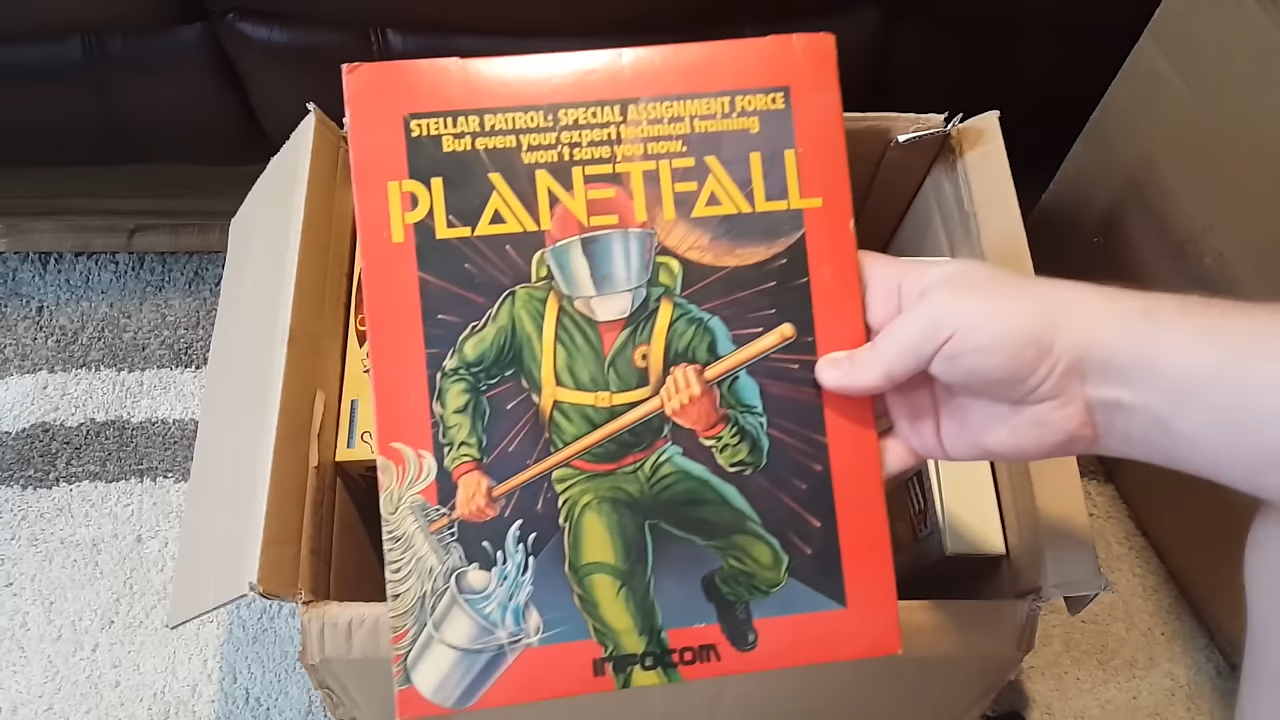 STELLAR PATROL: SPECIAL ASSIGNMENT FORCE
But even your expert technical training
won't save you now.
PLANETFALL
INFOCOM